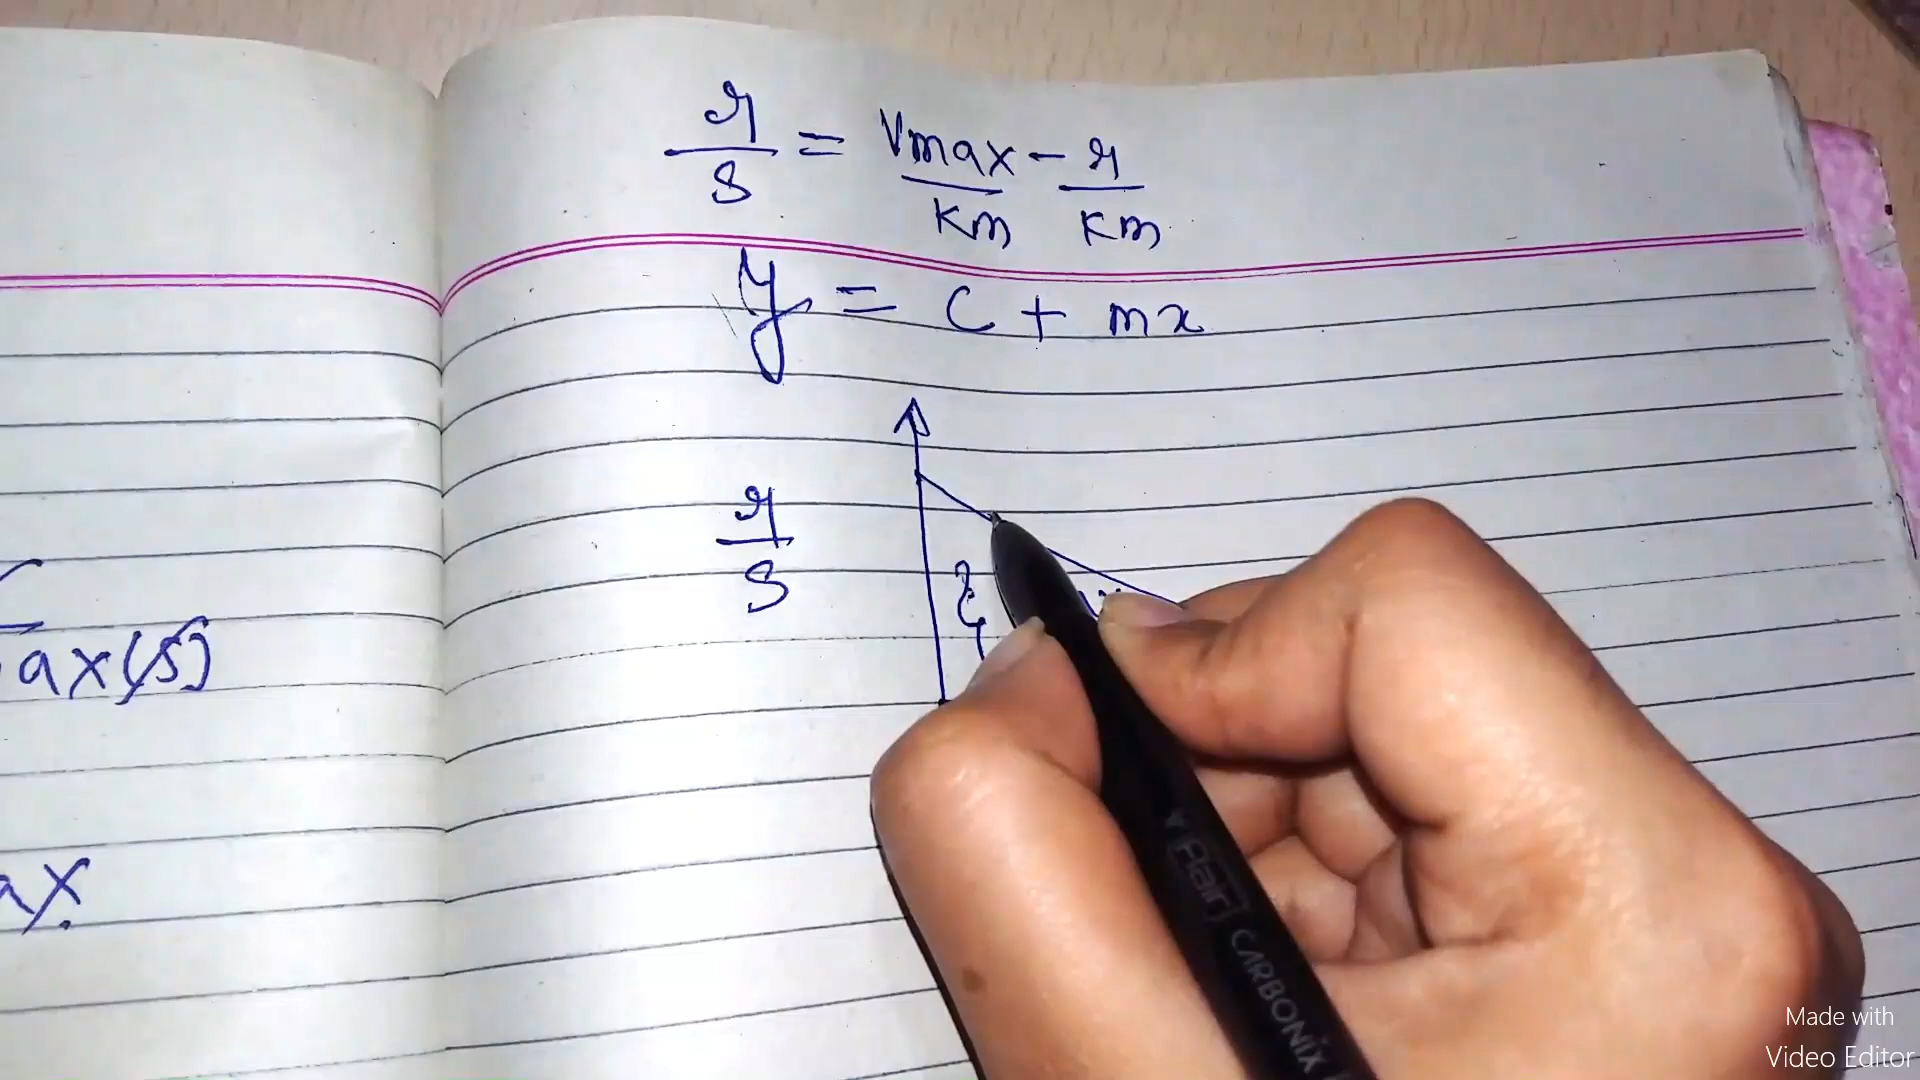 r/s = Vmax/km - r/km
y = c + mx
r/s
ax(s)
ax
Flair CARBONIX
Made with
Video Editor